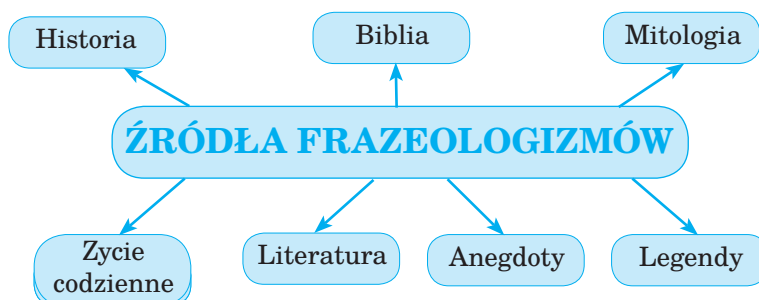 Historia
Biblia
Mitologia
ŹRÓDŁA FRAZEOLOGIZMÓW
Zycie
codzienne
Literatura
Anegdoty
Legendy